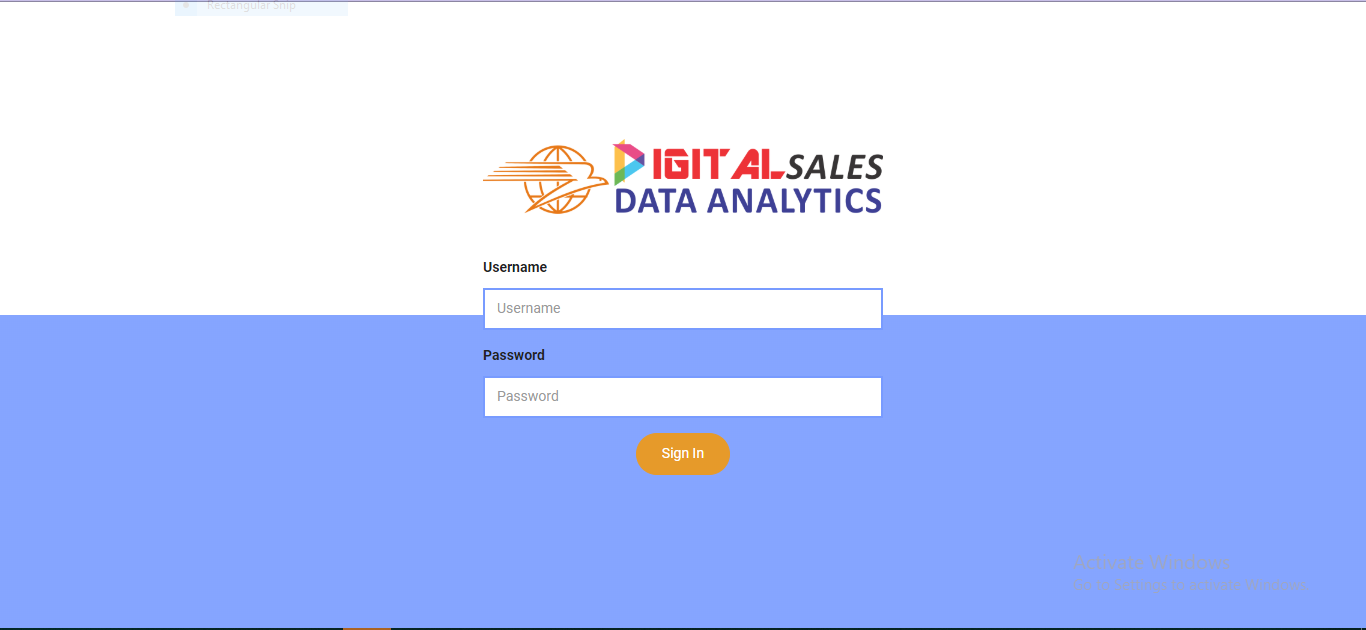 Rectangular Snip
DIGITAL SALES
DATA ANALYTICS
Username
Username
Password
Password
Sign In
Activate Windows
Go to Settings to activate Windows.